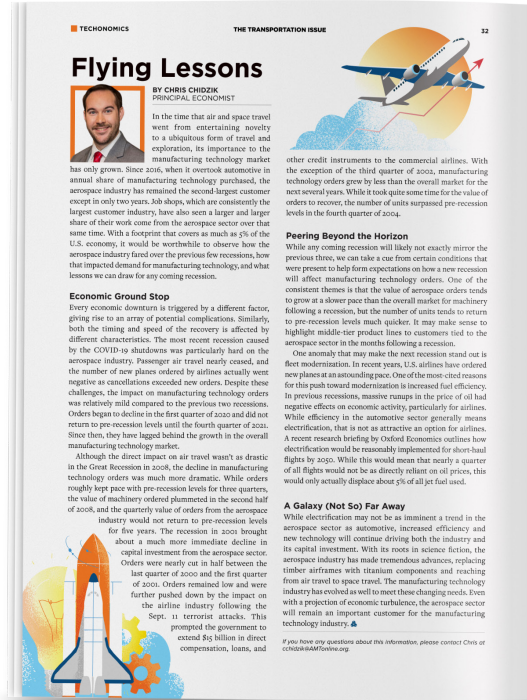 TECHONOMICS
THE TRANSPORTATION ISSUE
32
Flying Lessons
BY CHRIS CHIDZIK
PRINCIPAL ECONOMIST
In the time that air and space travel
went from entertaining novelty
to a ubiquitous form of travel and
exploration, its importance to the
manufacturing technology market
has only grown. Since 2016, when it overtook automotive in
annual share of manufacturing technology purchased, the
aerospace industry has remained the second-largest customer
except in only two years. Job shops, which are consistently the
largest customer industry, have also seen a larger and larger
share of their work come from the aerospace sector over that
same time. With a footprint that covers as much as 5% of the
U.S. economy, it would be worthwhile to observe how the
aerospace industry fared over the previous few recessions, how
that impacted demand for manufacturing technology, and what
lessons we can draw for any coming recession.
Economic Ground Stop
Every economic downturn is triggered by a different factor,
giving rise to an array of potential complications. Similarly,
both the timing and speed of the recovery is affected by
different characteristics. The most recent recession caused
by the COVID-19 shutdowns was particularly hard on the
aerospace industry. Passenger air travel nearly ceased, and
the number of new planes ordered by airlines actually went
negative as cancellations exceeded new orders. Despite these
challenges, the impact on manufacturing technology orders
was relatively mild compared to the previous two recessions.
Orders began to decline in the first quarter of 2020 and did not
return to pre-recession levels until the fourth quarter of 2021.
Since then, they have lagged behind the growth in the overall
manufacturing technology market.
Although the direct impact on air travel wasn't as drastic
in the Great Recession in 2008, the decline in manufacturing
technology orders was much more dramatic. While orders
roughly kept pace with pre-recession levels for three quarters,
the value of machinery ordered plummeted in the second half
of 2008, and the quarterly value of orders from the aerospace
industry would not return to pre-recession levels
for five years. The recession in 2001 brought
about a much more immediate decline in
capital investment from the aerospace sector.
Orders were nearly cut in half between the
last quarter of 2000 and the first quarter
of 2001. Orders remained low and were
further pushed down by the impact on
the airline industry following the
Sept. 11 terrorist attacks. This
prompted the government to
extend $15 billion in direct
compensation, loans, and
other credit instruments to the commercial airlines. With
the exception of the third quarter of 2002, manufacturing
technology orders grew by less than the overall market for the
next several years. While it took quite some time for the value of
orders to recover, the number of units surpassed pre-recession
levels in the fourth quarter of 2004.
Peering Beyond the Horizon
While any coming recession will likely not exactly mirror the
previous three, we can take a cue from certain conditions that
were present to help form expectations on how a new recession
will affect manufacturing technology orders. One of the
consistent themes is that the value of aerospace orders tends
to grow at a slower pace than the overall market for machinery
following a recession, but the number of units tends to return
to pre-recession levels much quicker. It may make sense to
highlight middle-tier product lines to customers tied to the
aerospace sector in the months following a recession.
One anomaly that may make the next recession stand out is
fleet modernization. In recent years, U.S. airlines have ordered
new planes at an astounding pace. One of the most-cited reasons
for this push toward modernization is increased fuel efficiency.
In previous recessions, massive runups in the price of oil had
negative effects on economic activity, particularly for airlines.
While efficiency in the automotive sector generally means
electrification, that is not as attractive an option for airlines.
A recent research briefing by Oxford Economics outlines how
electrification would be reasonably implemented for short-haul
flights by 2050. While this would mean that nearly a quarter
of all flights would not be as directly reliant on oil prices, this
would only actually displace about 5% of all jet fuel used.
A Galaxy (Not So) Far Away
While electrification may not be as imminent a trend in the
aerospace sector as automotive, increased efficiency and
new technology will continue driving both the industry and
its capital investment. With its roots in science fiction, the
aerospace industry has made tremendous advances, replacing
timber airframes with titanium components and reaching
from air travel to space travel. The manufacturing technology
industry has evolved as well to meet these changing needs. Even
with a projection of economic turbulence, the aerospace sector
will remain an important customer for the manufacturing
technology industry.
If you have any questions about this information, please contact Chris at
cchidzik@AMTonline.org.